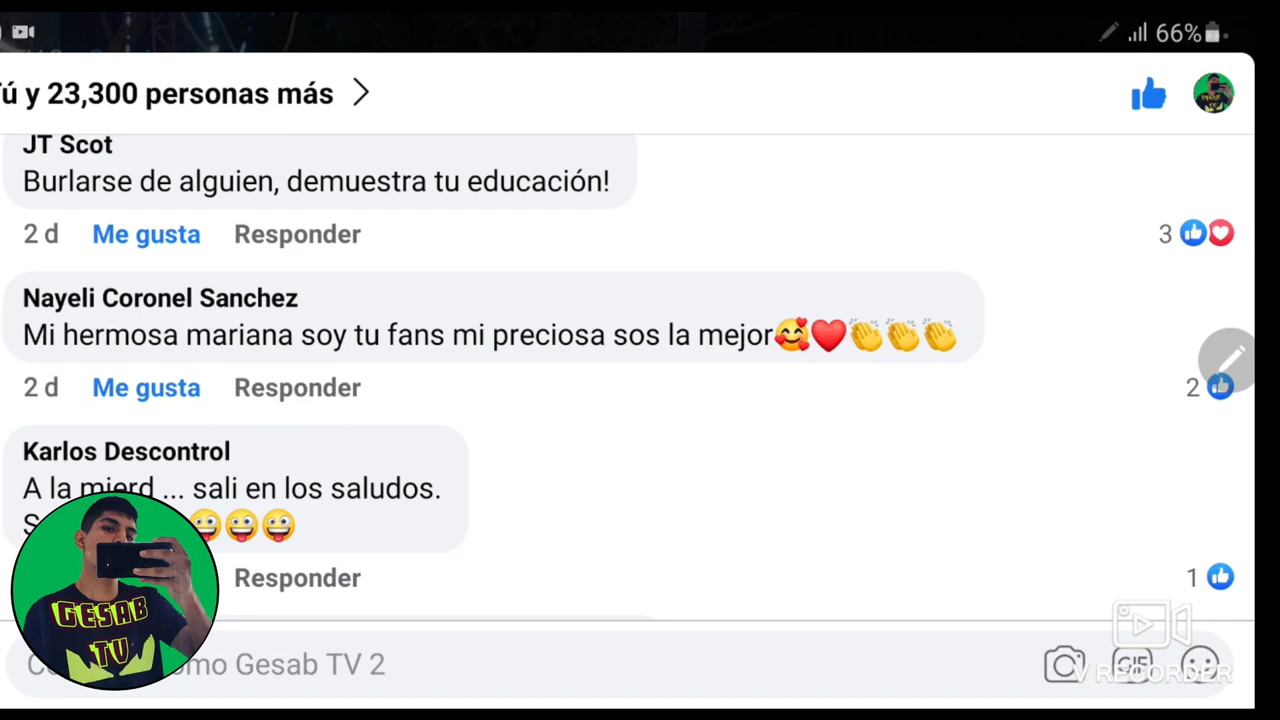 66%
ú y 23,300 personas más
JT Scot
Burlarse de alguien, demuestra tu educación!
2 d Me gusta Responder 3
Nayeli Coronel Sanchez
Mi hermosa mariana soy tu fans mi preciosa sos la mejor🥰❤️👏👏👏
2 d Me gusta Responder 2
Karlos Descontrol
A la mierd ... sali en los saludos.
😜😜😜
Responder 1
GESAB
TV
Gesab TV 2
GIF
V RECORDER